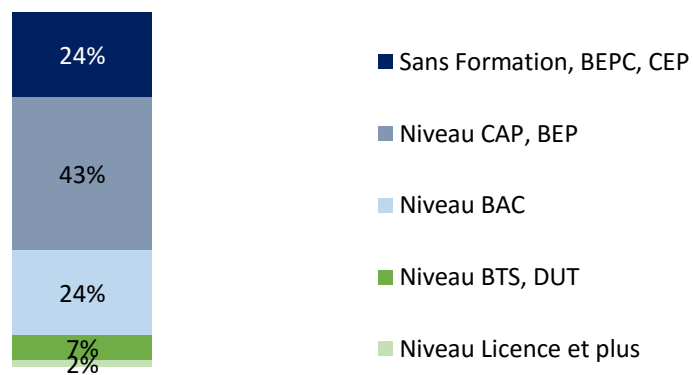 24%
43%
24%
7%
2%
Sans Formation, BEPC, CEP
Niveau CAP, BEP
Niveau BAC
Niveau BTS, DUT
Niveau Licence et plus